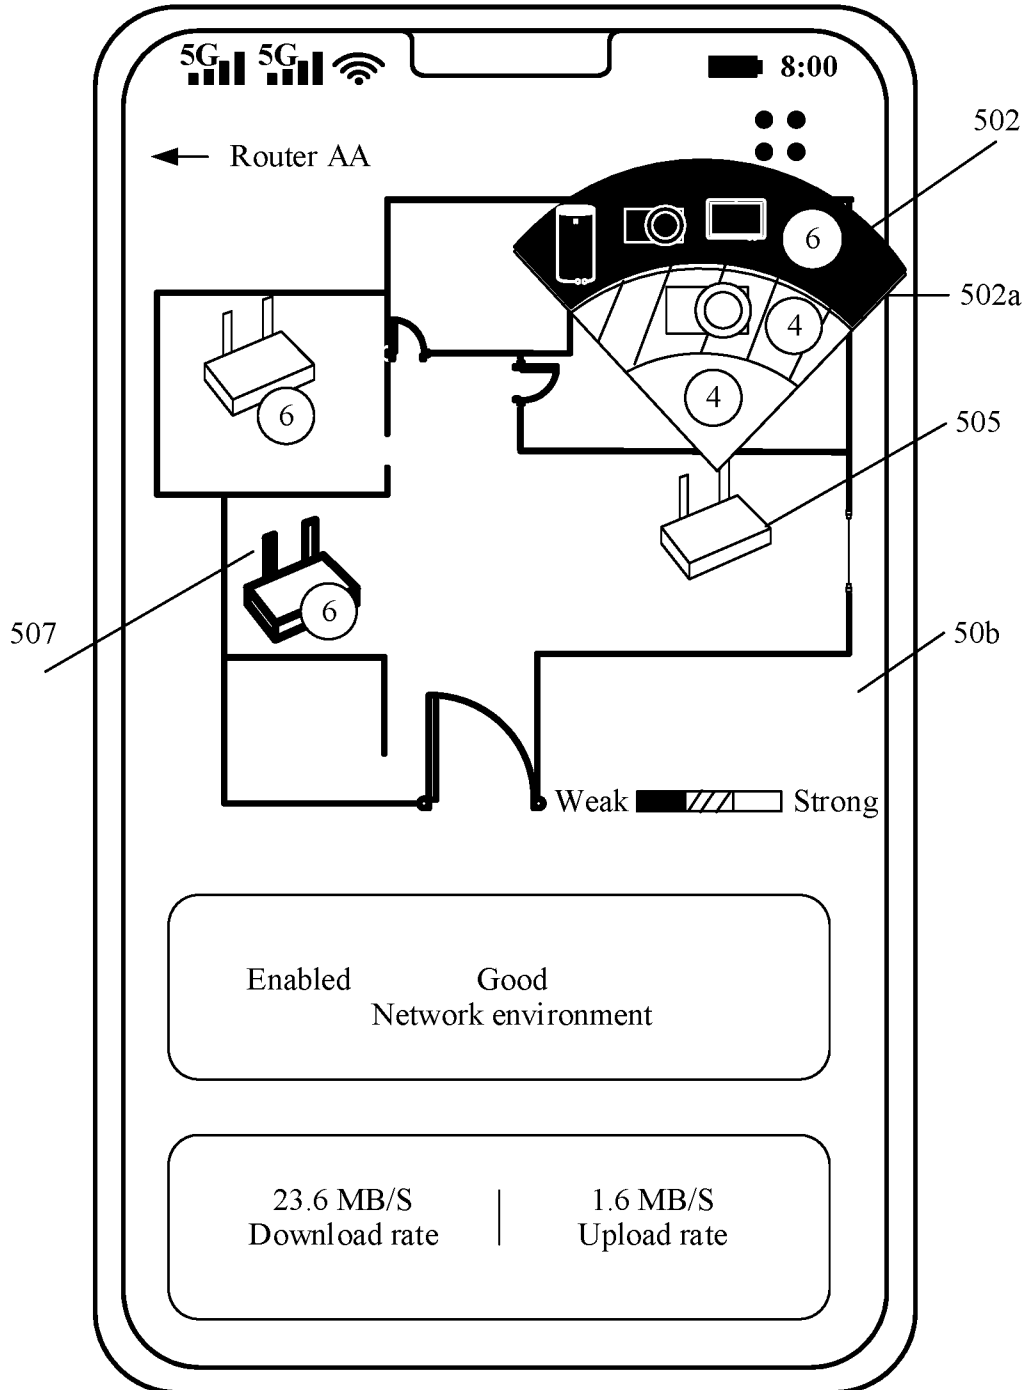 5G 5G 8:00
502
Router AA
6
502a
4
4
505
6
6
507
50b
Weak Strong
Enabled Good
Network environment
23.6 MB/S 1.6 MB/S
Download rate Upload rate